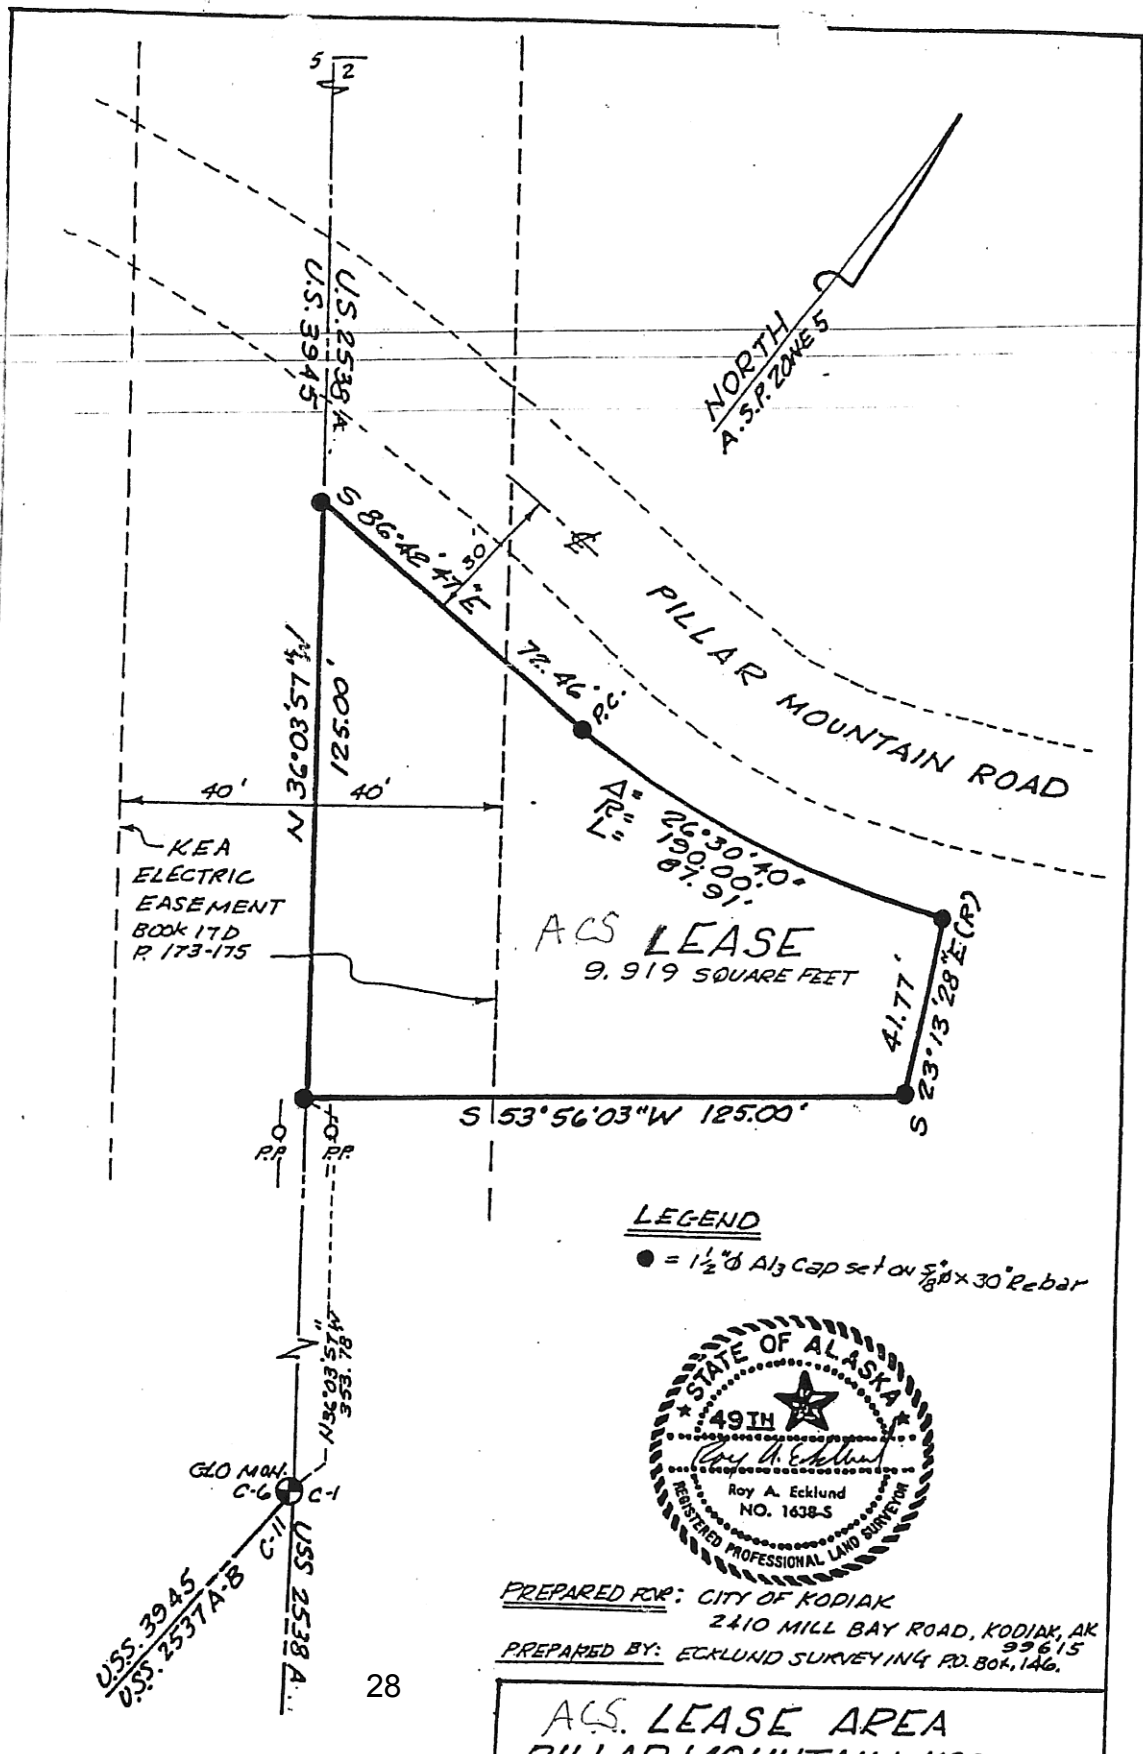 5 2
U.S. 2538 A
U.S. 3945
NORTH
A.S.P. ZONE 5
S 86°42'47"E
72.46'
30'
P.C.
PILLAR MOUNTAIN ROAD
N 36°03'57"W
125.00'
40' 40'
KEA
ELECTRIC
EASEMENT
BOOK 17D
P. 173-175
Δ= 26°30'40"
R= 190.00'
L= 87.91'
ACS LEASE
9.919 SQUARE FEET
41.77'
S 23°13'28"E (R)
S 53°56'03"W 125.00'
P.P. P.P.
LEGEND
● = 1½"ϕ Al3 Cap set on 5/8"ϕ x 30" Rebar
N36°03'57"W
353.78'
STATE OF ALASKA
49TH
Roy A. Ecklund
Roy A. Ecklund
NO. 1638-S
REGISTERED PROFESSIONAL LAND SURVEYOR
GLO MON.
C-6 C-1
C-11
U.S.S. 3945
U.S.S. 2537 A-B
USS 2538 A
PREPARED FOR: CITY OF KODIAK
2410 MILL BAY ROAD, KODIAK, AK
99615
PREPARED BY: ECKLUND SURVEYING P.O. BOX, 146.
28
ACS. LEASE AREA
PILLAR MOUNTAIN